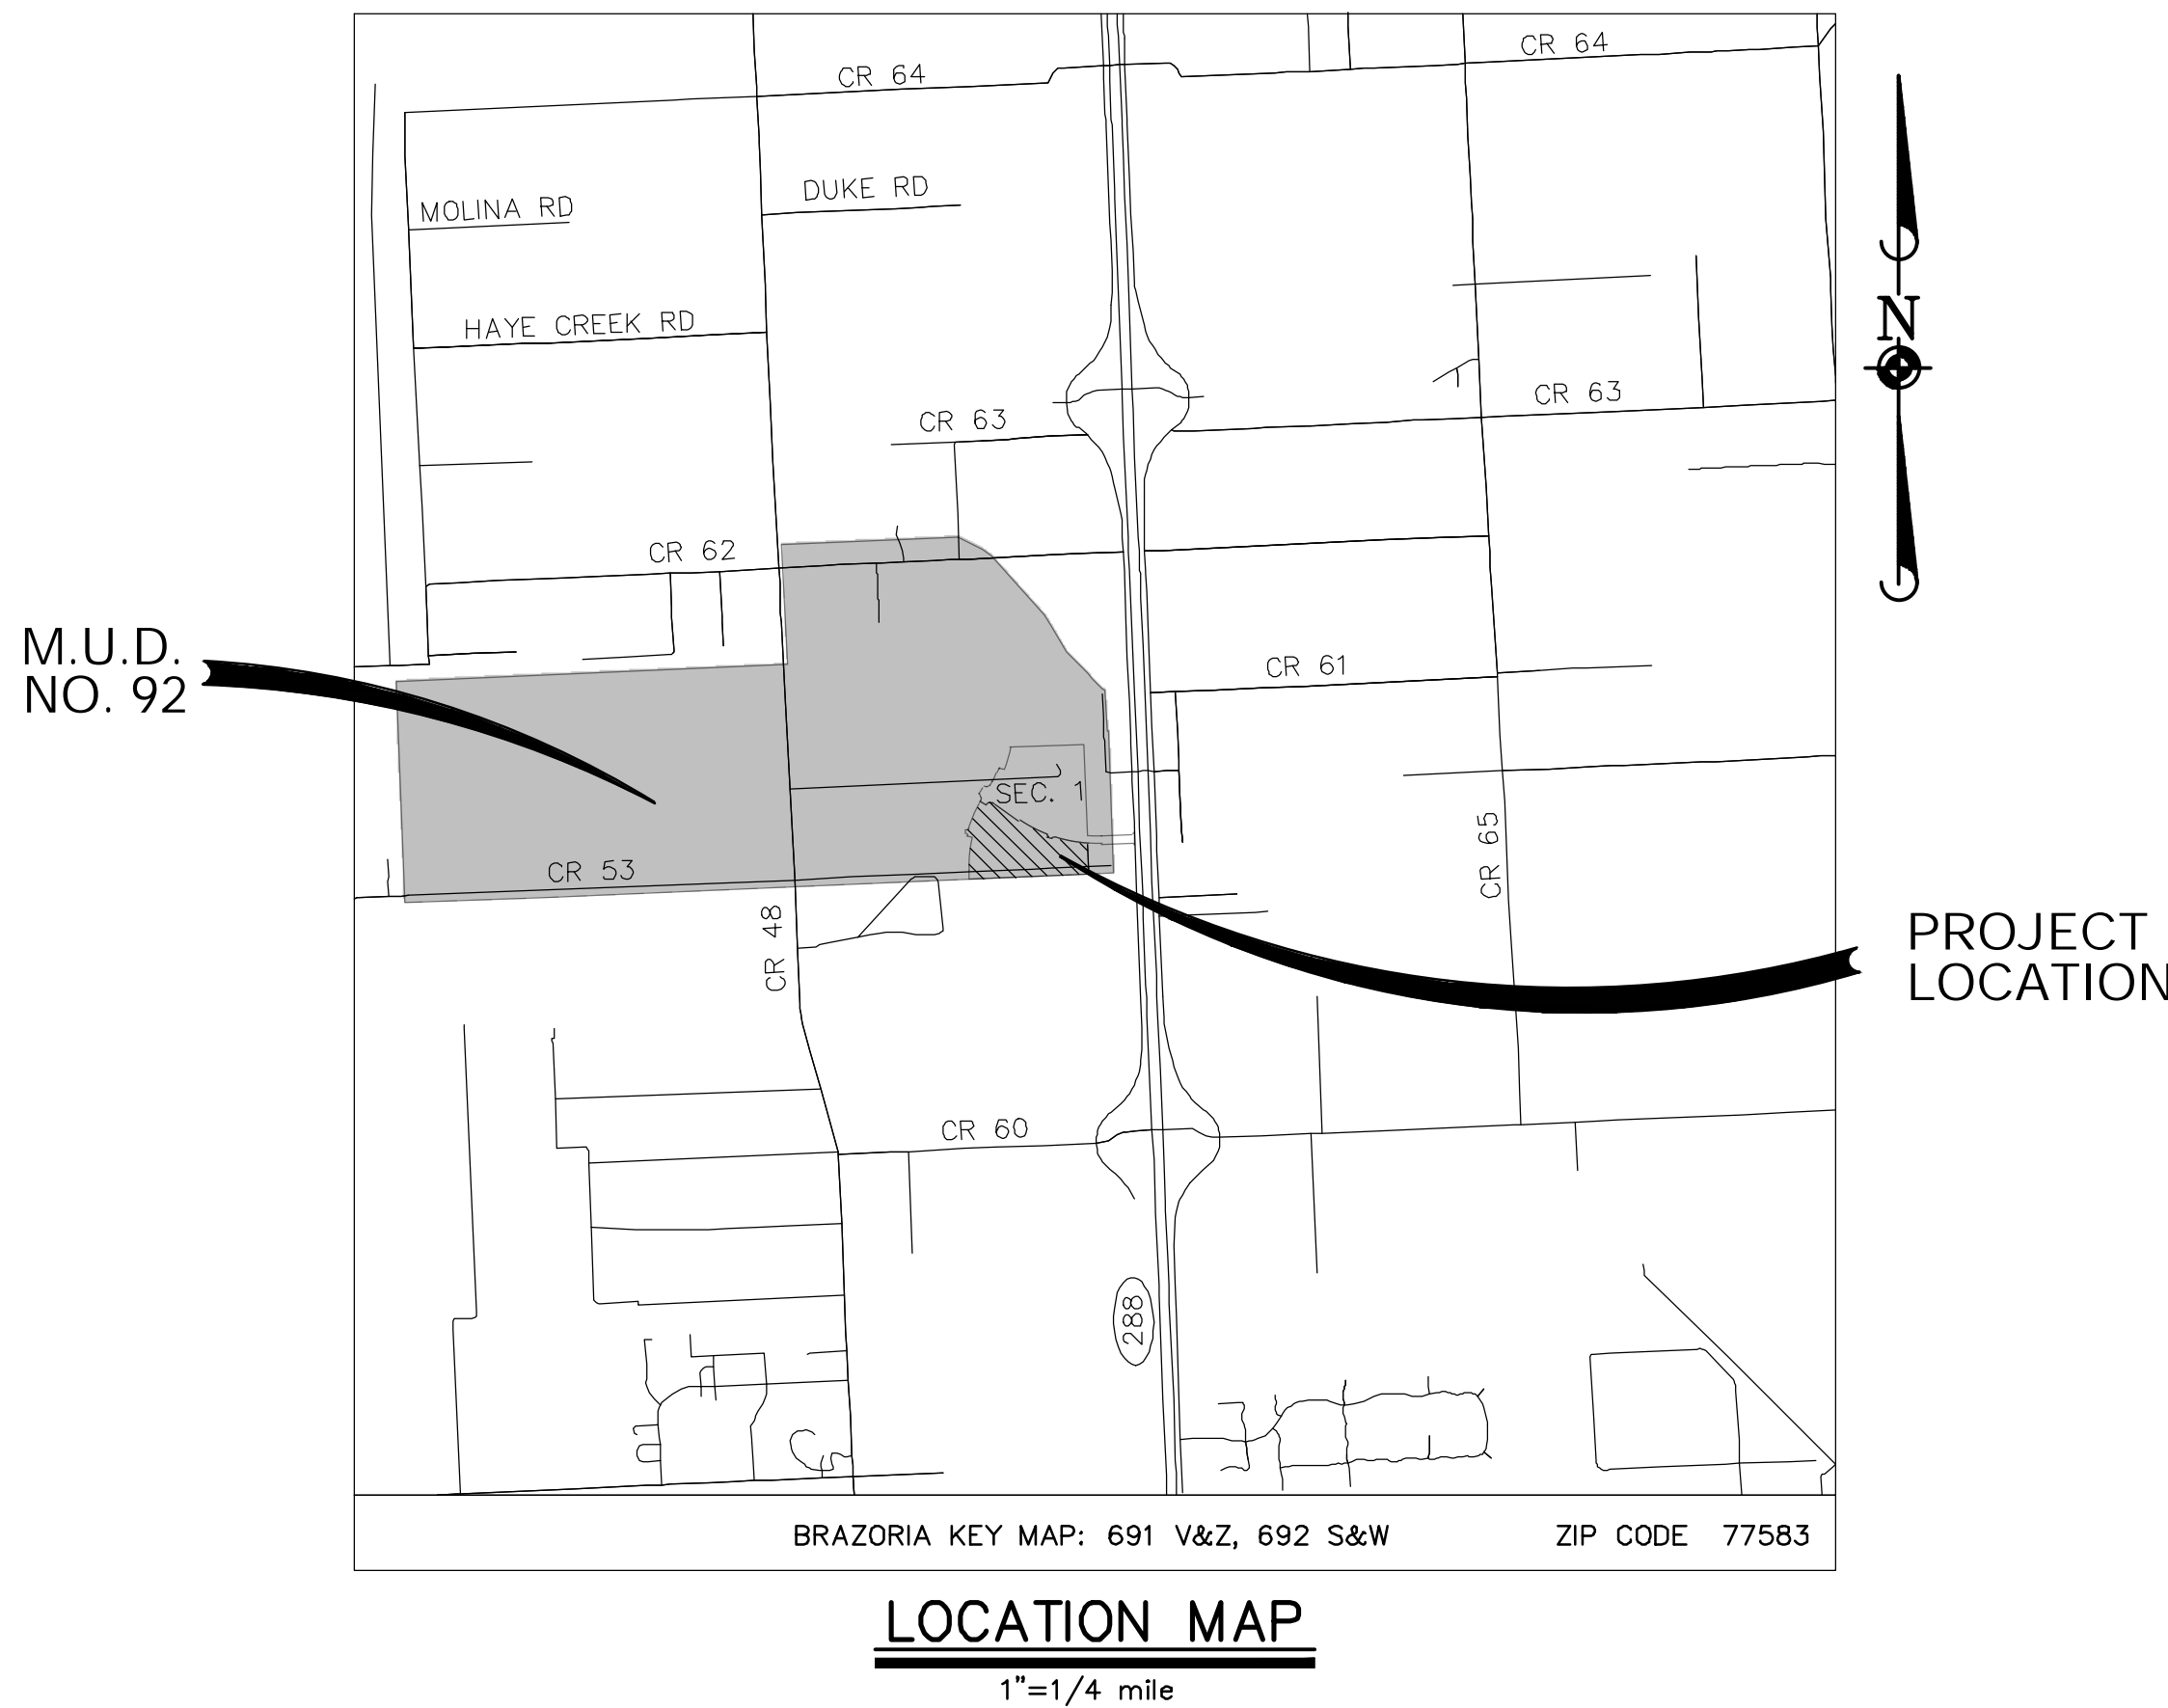 CR 64
CR 64
MOLINA RD
DUKE RD
N
HAYE CREEK RD
CR 63
CR 63
CR 62
M.U.D.
NO. 92
CR 61
SEC. 1
CR 65
CR 53
CR 48
PROJECT
LOCATION
CR 60
288
BRAZORIA KEY MAP: 691 V&Z, 692 S&W ZIP CODE 77583
LOCATION MAP
1"=1/4 mile